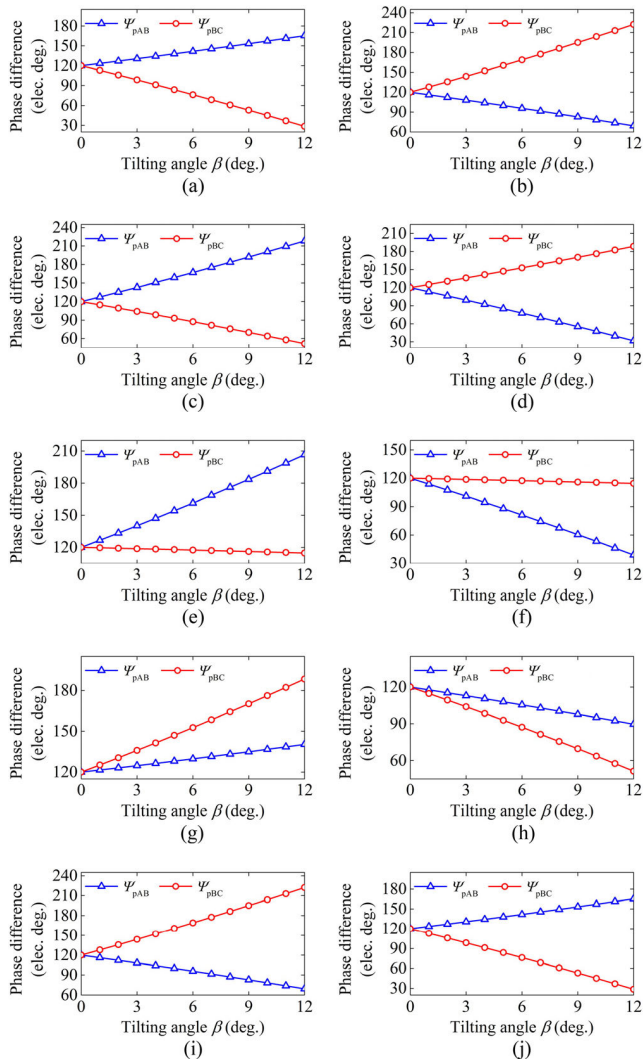 Phase difference
(elec. deg.)
180
150
120
90
60
30
Ψ_pAB Ψ_pBC
0 3 6 9 12
Tilting angle β (deg.)
(a)
Phase difference
(elec. deg.)
240
210
180
150
120
90
60
Ψ_pAB Ψ_pBC
0 3 6 9 12
Tilting angle β (deg.)
(b)
Phase difference
(elec. deg.)
240
210
180
150
120
90
60
Ψ_pAB Ψ_pBC
0 3 6 9 12
Tilting angle β (deg.)
(c)
Phase difference
(elec. deg.)
210
180
150
120
90
60
30
Ψ_pAB Ψ_pBC
0 3 6 9 12
Tilting angle β (deg.)
(d)
Phase difference
(elec. deg.)
210
180
150
120
Ψ_pAB Ψ_pBC
0 3 6 9 12
Tilting angle β (deg.)
(e)
Phase difference
(elec. deg.)
150
120
90
60
30
Ψ_pAB Ψ_pBC
0 3 6 9 12
Tilting angle β (deg.)
(f)
Phase difference
(elec. deg.)
180
150
120
Ψ_pAB Ψ_pBC
0 3 6 9 12
Tilting angle β (deg.)
(g)
Phase difference
(elec. deg.)
120
90
60
Ψ_pAB Ψ_pBC
0 3 6 9 12
Tilting angle β (deg.)
(h)
Phase difference
(elec. deg.)
240
210
180
150
120
90
60
Ψ_pAB Ψ_pBC
0 3 6 9 12
Tilting angle β (deg.)
(i)
Phase difference
(elec. deg.)
180
150
120
90
60
30
Ψ_pAB Ψ_pBC
0 3 6 9 12
Tilting angle β (deg.)
(j)